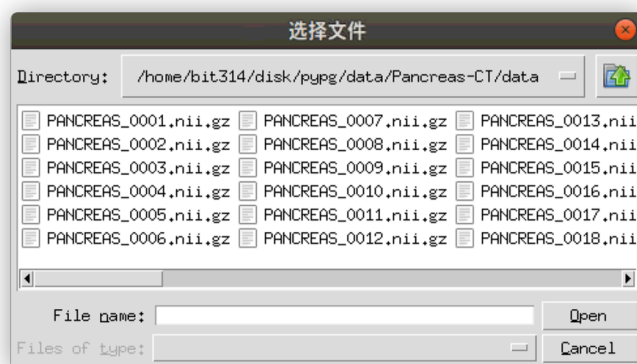 选择文件
Directory: /home/bit314/disk/pypg/data/Pancreas-CT/data
PANCREAS_0001.nii.gz PANCREAS_0007.nii.gz PANCREAS_0013.nii
PANCREAS_0002.nii.gz PANCREAS_0008.nii.gz PANCREAS_0014.nii
PANCREAS_0003.nii.gz PANCREAS_0009.nii.gz PANCREAS_0015.nii
PANCREAS_0004.nii.gz PANCREAS_0010.nii.gz PANCREAS_0016.nii
PANCREAS_0005.nii.gz PANCREAS_0011.nii.gz PANCREAS_0017.nii
PANCREAS_0006.nii.gz PANCREAS_0012.nii.gz PANCREAS_0018.nii
File name: Open
Files of type: Cancel